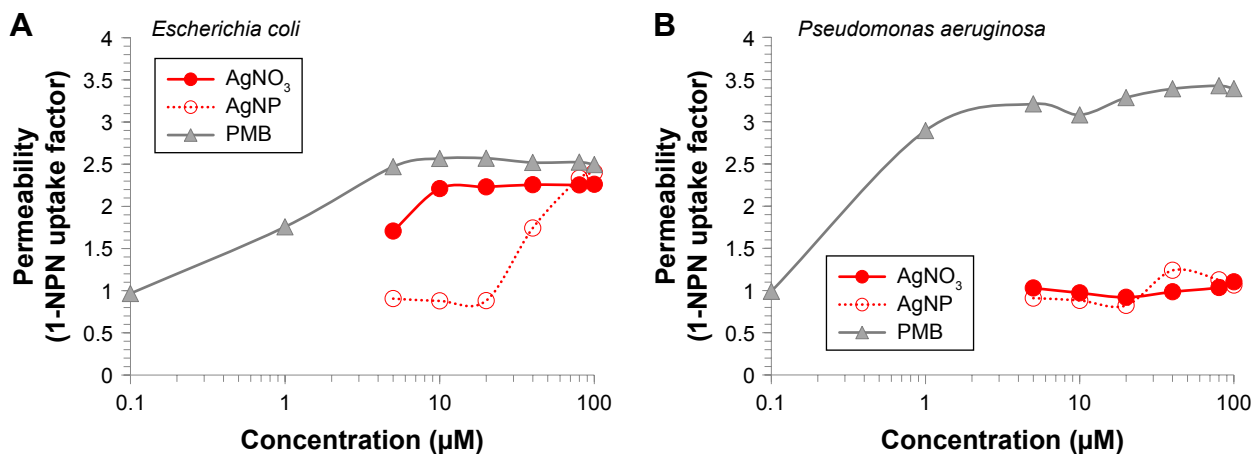 A
Escherichia coli
Permeability
(1-NPN uptake factor)
4
3.5
3
2.5
2
1.5
1
0.5
0
AgNO₃
AgNP
PMB
0.1
1
10
100
Concentration (µM)
B
Pseudomonas aeruginosa
Permeability
(1-NPN uptake factor)
4
3.5
3
2.5
2
1.5
1
0.5
0
AgNO₃
AgNP
PMB
0.1
1
10
100
Concentration (µM)